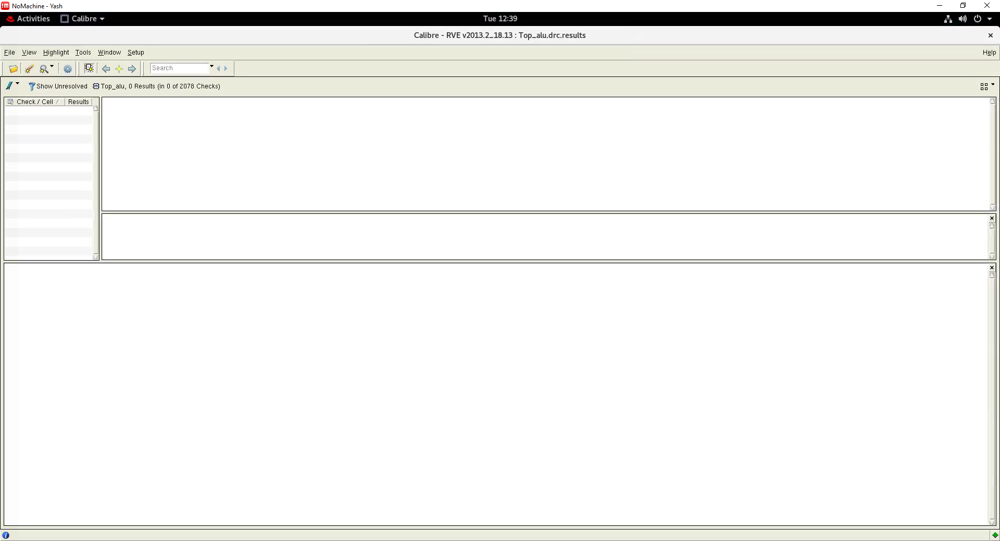 NoMachine - Yash
Activities Calibre Tue 12:39
Calibre - RVE v2013.2_18.13 : Top_alu.drc.results
File View Highlight Tools Window Setup Help
Search
Show Unresolved Top_alu, 0 Results (in 0 of 2078 Checks)
Check / Cell Results